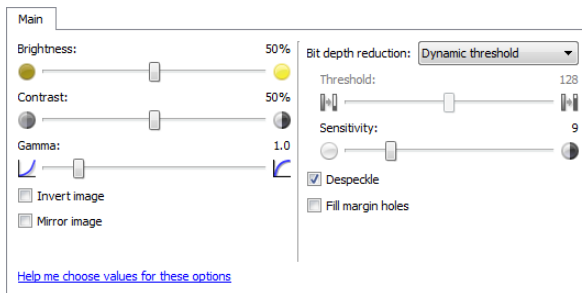 Main
Brightness: 50%
Contrast: 50%
Gamma: 1.0
Invert image
Mirror image
Help me choose values for these options
Bit depth reduction: Dynamic threshold
Threshold: 128
Sensitivity: 9
Despeckle
Fill margin holes